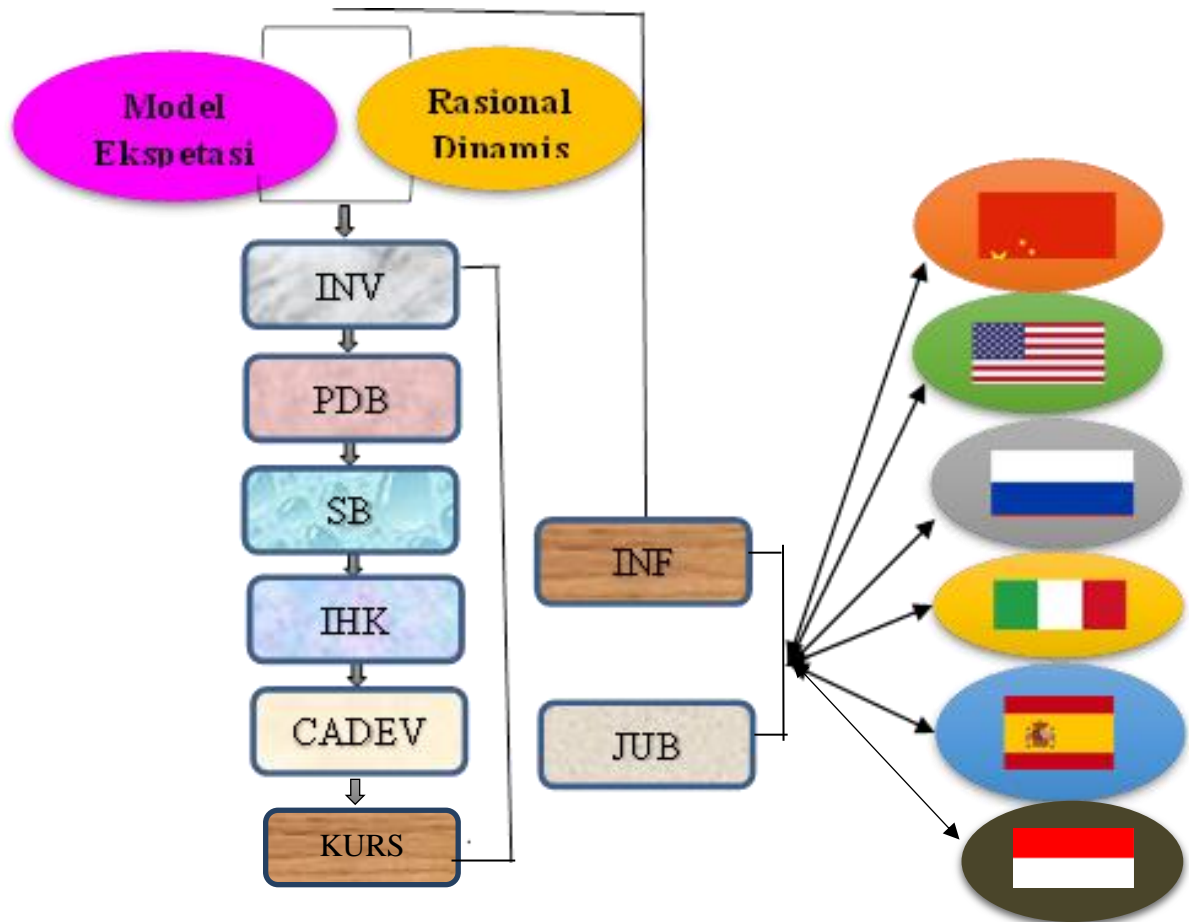 Model
Ekspetasi
Rasional
Dinamis
INV
PDB
SB
IHK
CADEV
KURS
INF
JUB